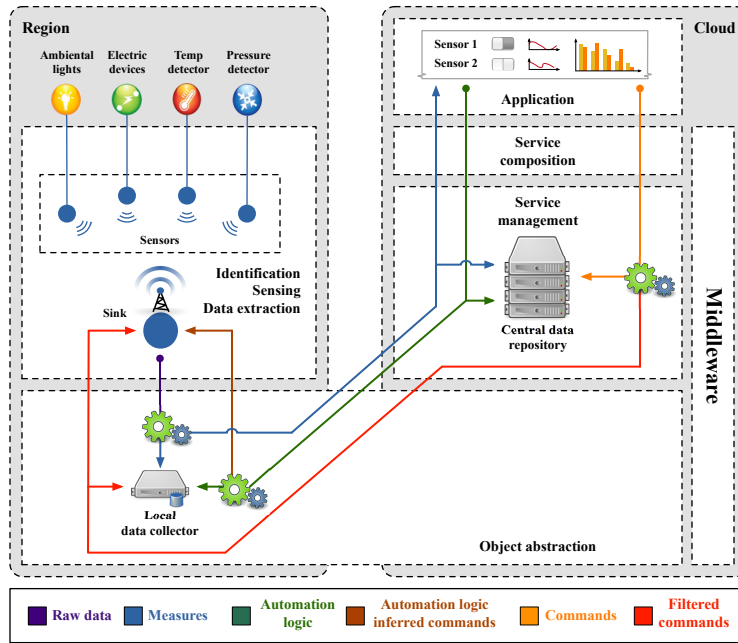 Region
Cloud
Ambiental
lights
Electric
devices
Temp
detector
Pressure
detector
Sensors
Identification
Sensing
Data extraction
Sink
Local
data collector
Sensor 1
Sensor 2
Application
Service
composition
Service
management
Central data
repository
Middleware
Object abstraction
Raw data
Measures
Automation
logic
Automation logic
inferred commands
Commands
Filtered
commands